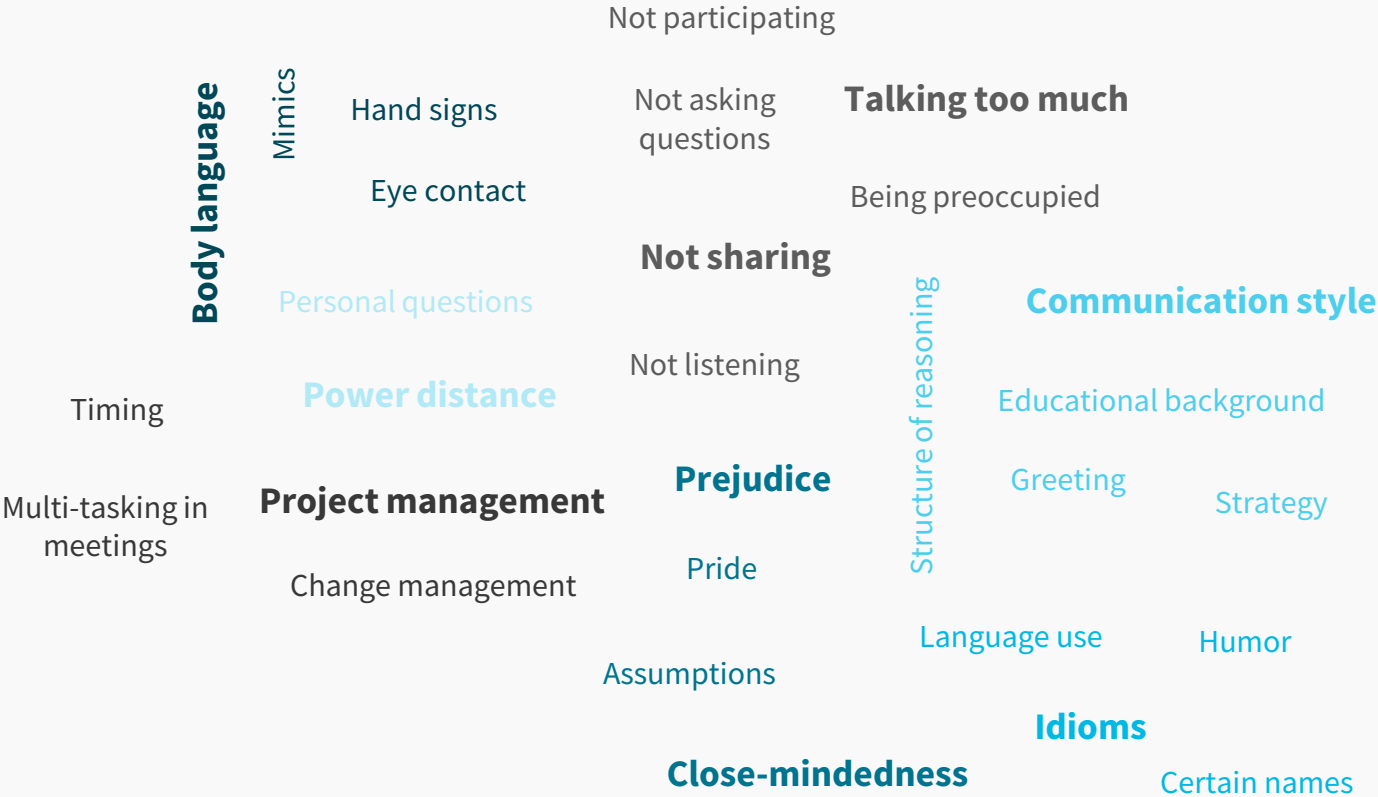 Not participating
Mimics
Hand signs
Not asking
questions
Talking too much
Body language
Eye contact
Being preoccupied
Not sharing
Personal questions
Communication style
Structure of reasoning
Not listening
Power distance
Timing
Educational background
Prejudice
Greeting
Project management
Strategy
Multi-tasking in
meetings
Pride
Change management
Language use
Humor
Assumptions
Idioms
Close-mindedness
Certain names